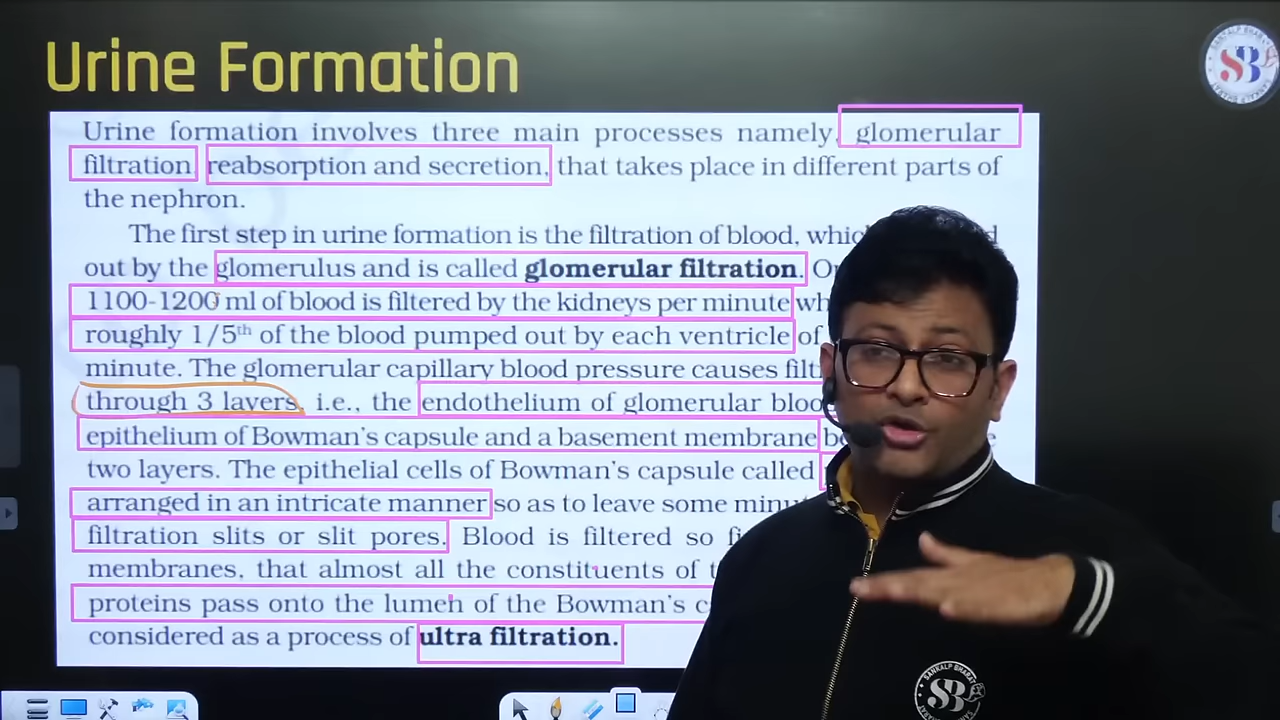 Urine Formation
Urine formation involves three main processes namely, glomerular
filtration, reabsorption and secretion, that takes place in different parts of
the nephron.
The first step in urine formation is the filtration of blood, which
out by the glomerulus and is called glomerular filtration.
1100-1200 ml of blood is filtered by the kidneys per minute
roughly 1/5th of the blood pumped out by each ventricle of
minute. The glomerular capillary blood pressure causes
through 3 layers, i.e., the endothelium of glomerular
epithelium of Bowman's capsule and a basement membrane
two layers. The epithelial cells of Bowman's capsule called
arranged in an intricate manner so as to leave some
filtration slits or slit pores. Blood is filtered so
membranes, that almost all the constituents of
proteins pass onto the lumen of the Bowman's
considered as a process of ultra filtration.
SANKALP BHARAT
SB
SANKALP BHARAT
SB